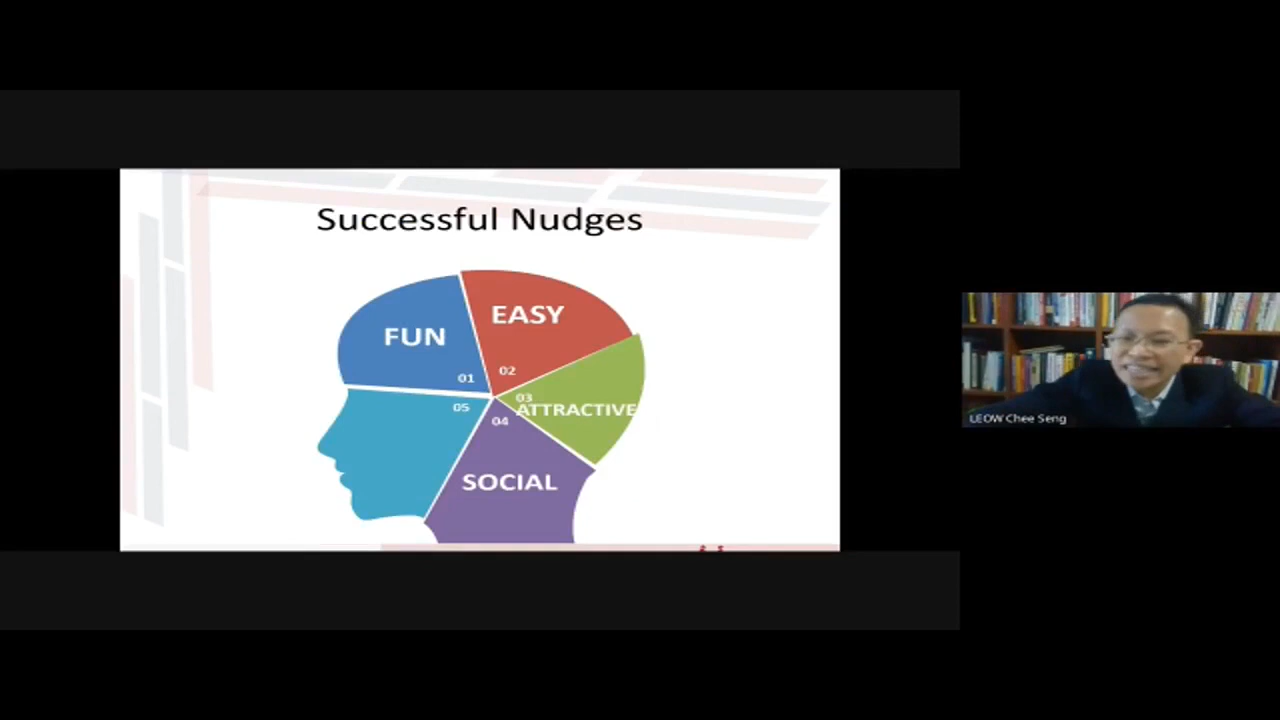 Successful Nudges
FUN
EASY
01
02
03
ATTRACTIVE
05
04
SOCIAL
LEOW Chee Seng